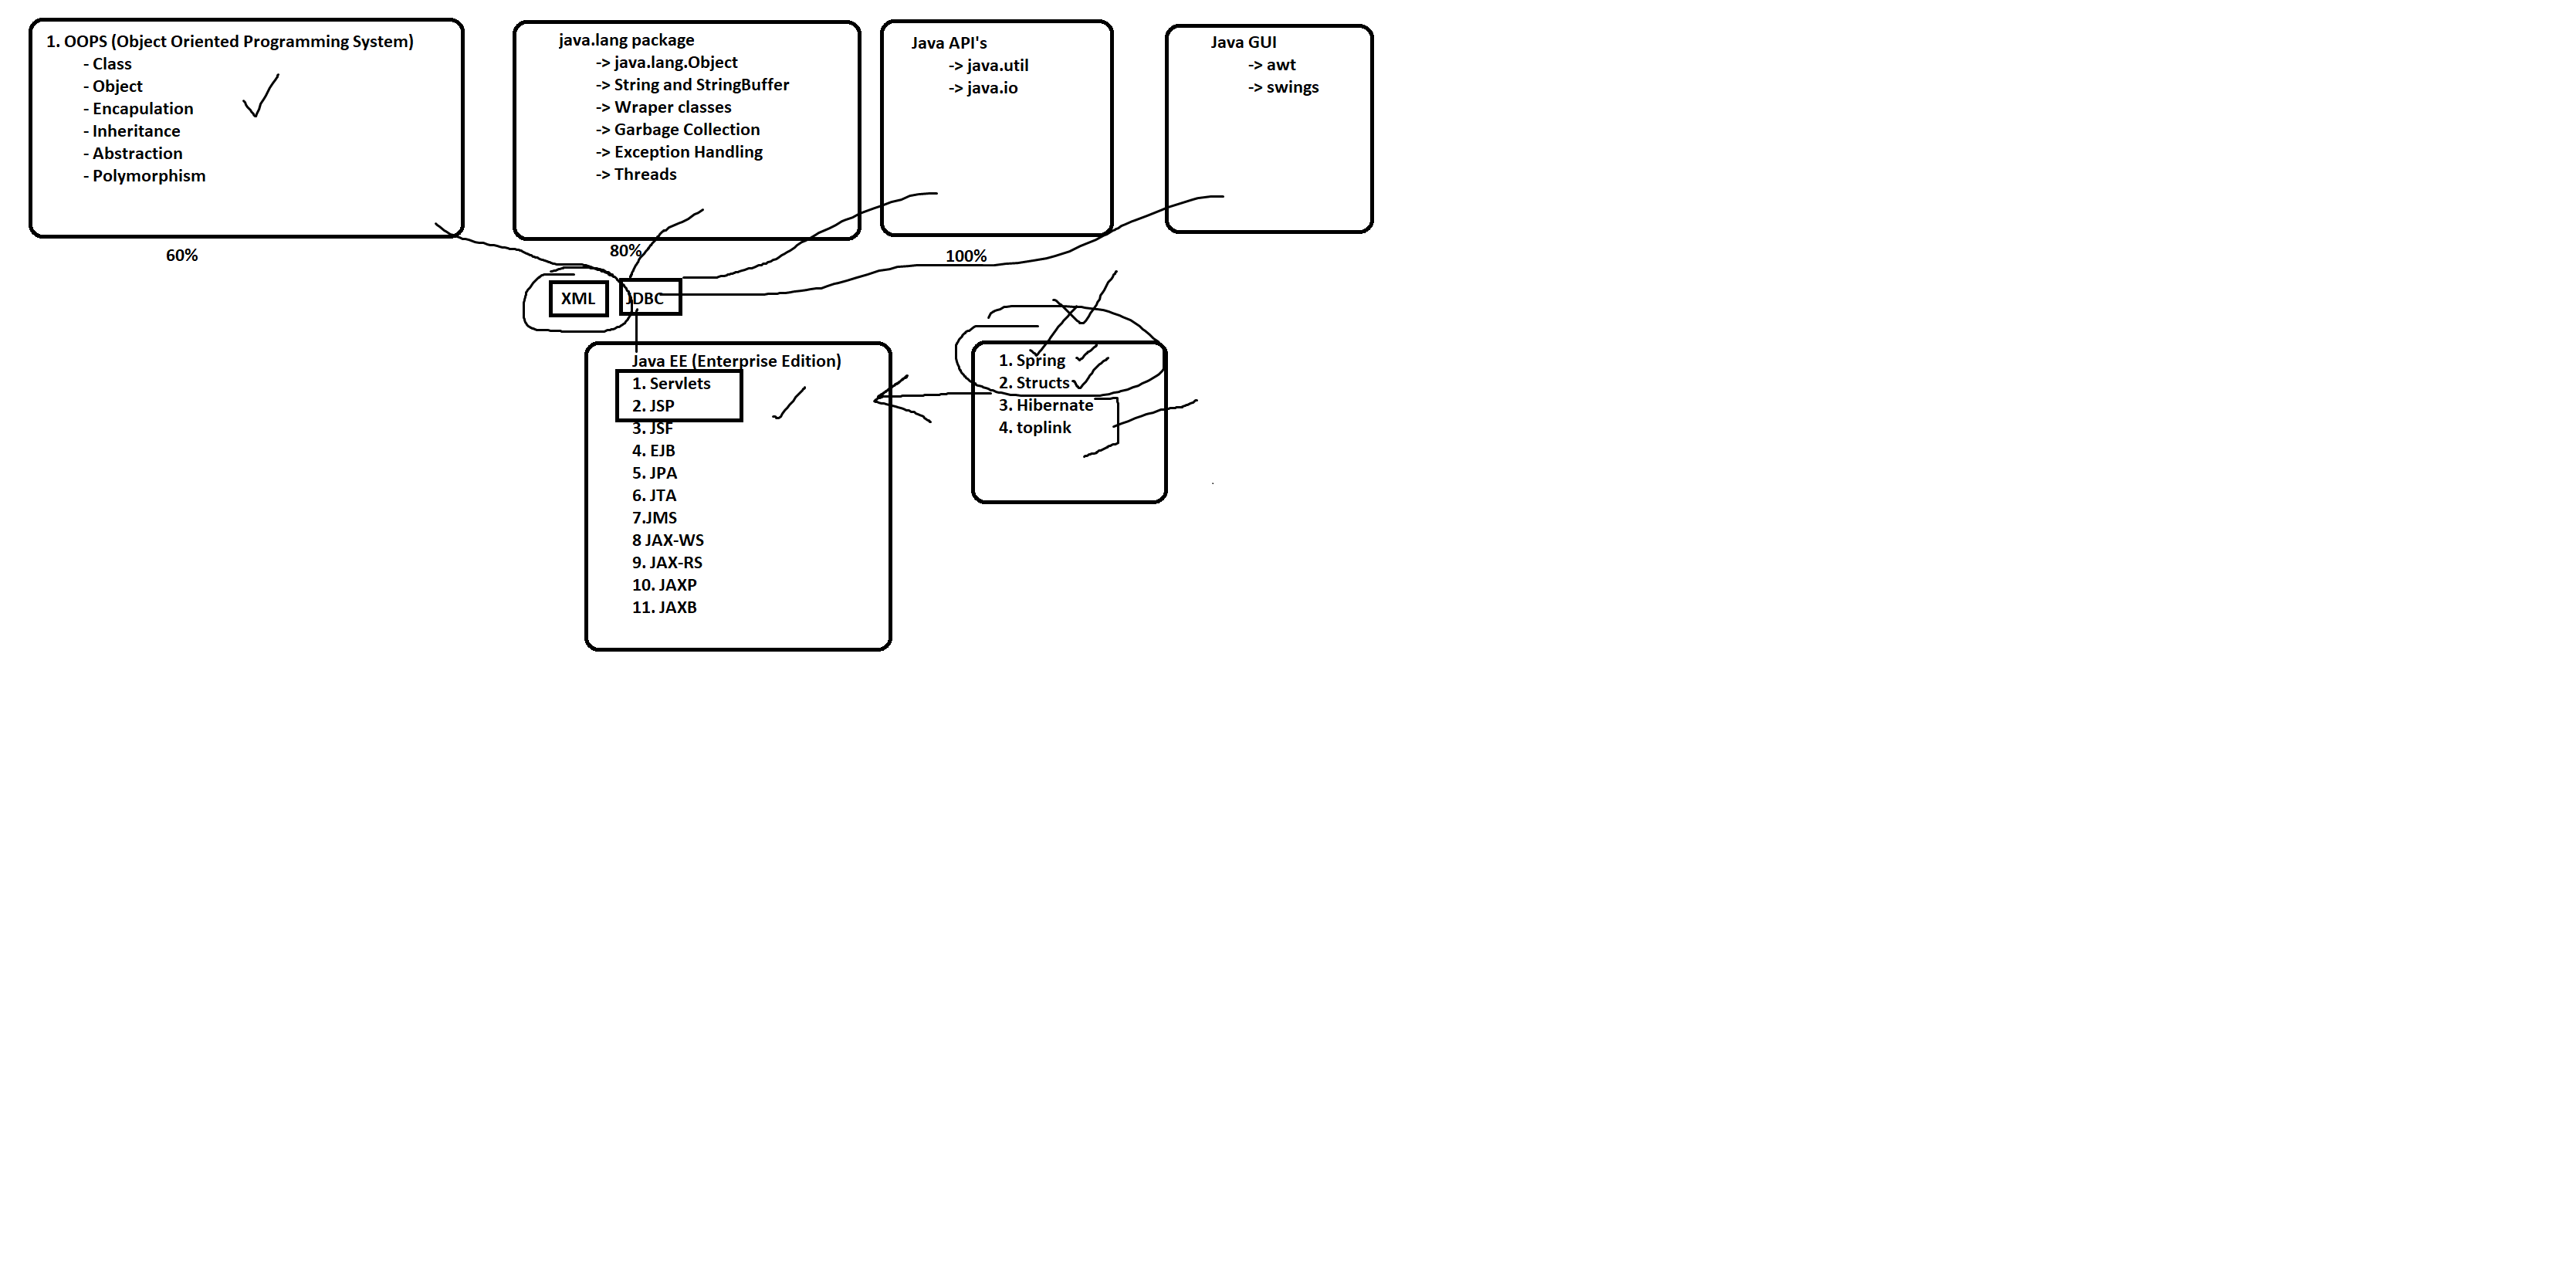 1. OOPS (Object Oriented Programming System)
- Class
- Object
- Encapulation
- Inheritance
- Abstraction
- Polymorphism
60%
java.lang package
-> java.lang.Object
-> String and StringBuffer
-> Wraper classes
-> Garbage Collection
-> Exception Handling
-> Threads
80%
Java API's
-> java.util
-> java.io
100%
Java GUI
-> awt
-> swings
XML
JDBC
Java EE (Enterprise Edition)
1. Servlets
2. JSP
3. JSF
4. EJB
5. JPA
6. JTA
7.JMS
8 JAX-WS
9. JAX-RS
10. JAXP
11. JAXB
1. Spring
2. Structs
3. Hibernate
4. toplink